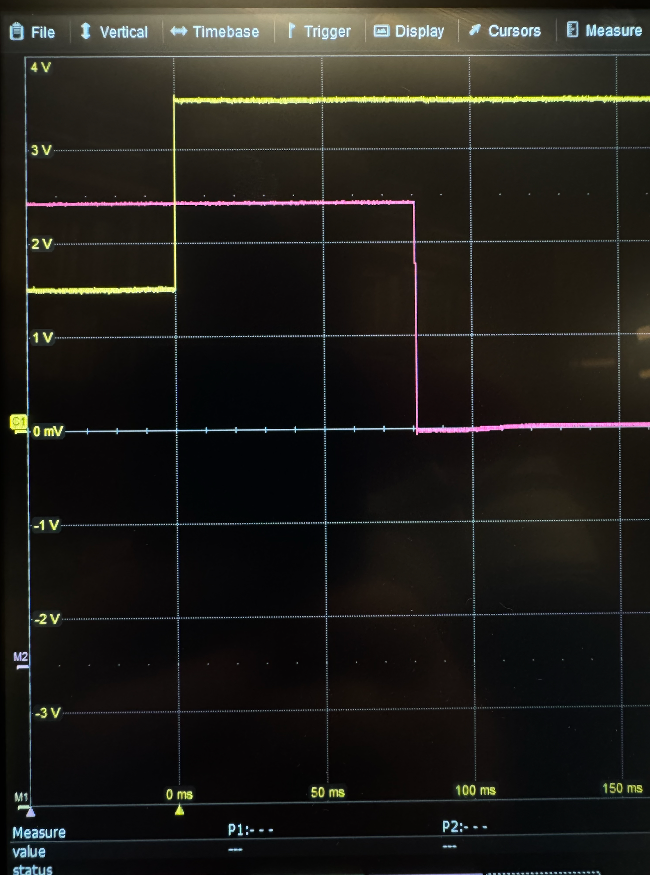 File Vertical Timebase Trigger Display Cursors Measure
4 V
3 V
2 V
1 V
C1
0 mV
-1 V
-2 V
M2
-3 V
M1
0 ms 50 ms 100 ms 150 ms
Measure P1:--- P2:---
value --- ---
status